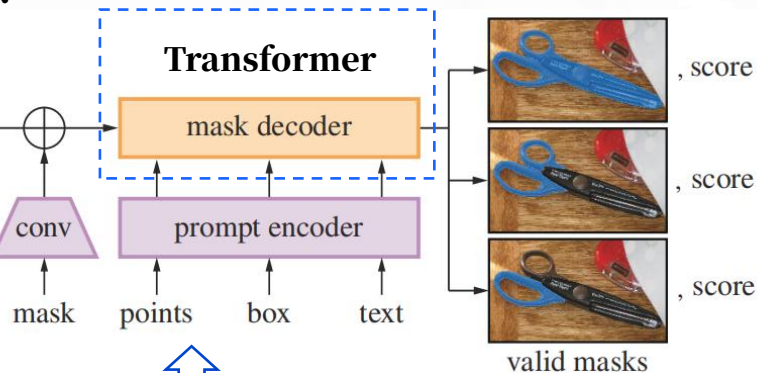 Transformer
mask decoder
conv
prompt encoder
mask
points
box
text
, score
, score
, score
valid masks